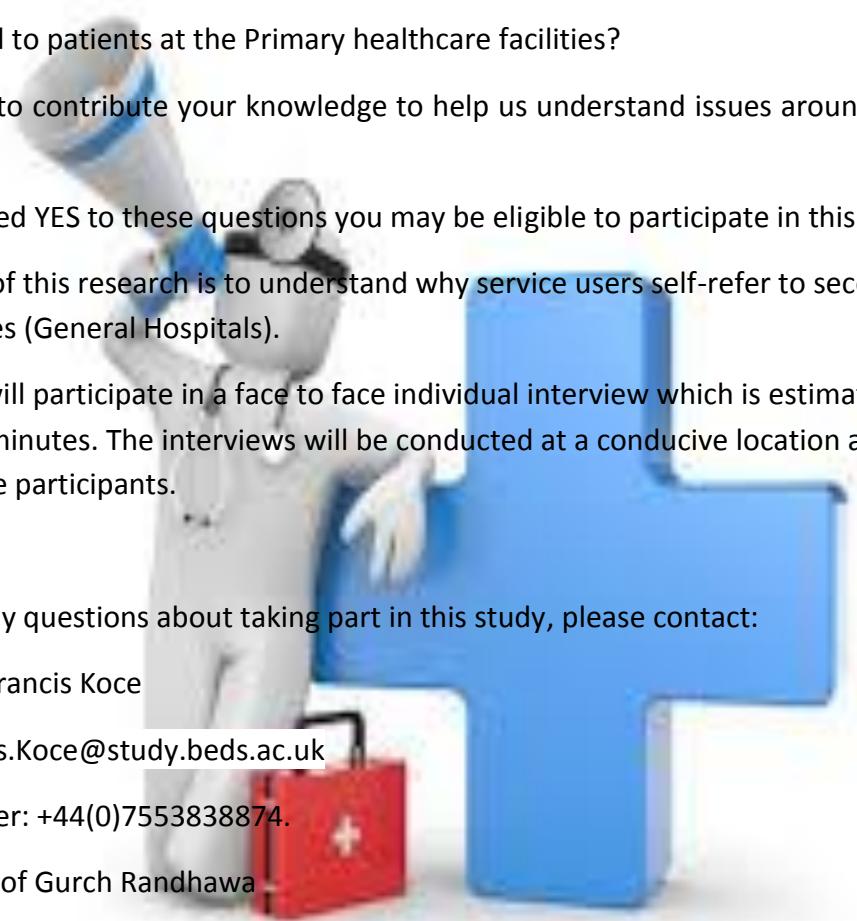 l to patients at the Primary healthcare facilities?
to contribute your knowledge to help us understand issues aroun
ed YES to these questions you may be eligible to participate in this
of this research is to understand why service users self-refer to sec
es (General Hospitals).
will participate in a face to face individual interview which is estima
minutes. The interviews will be conducted at a conducive location a
e participants.
y questions about taking part in this study, please contact:
rancis Koce
s.Koce@study.beds.ac.uk
er: +44(0)7553838874.
of Gurch Randhawa